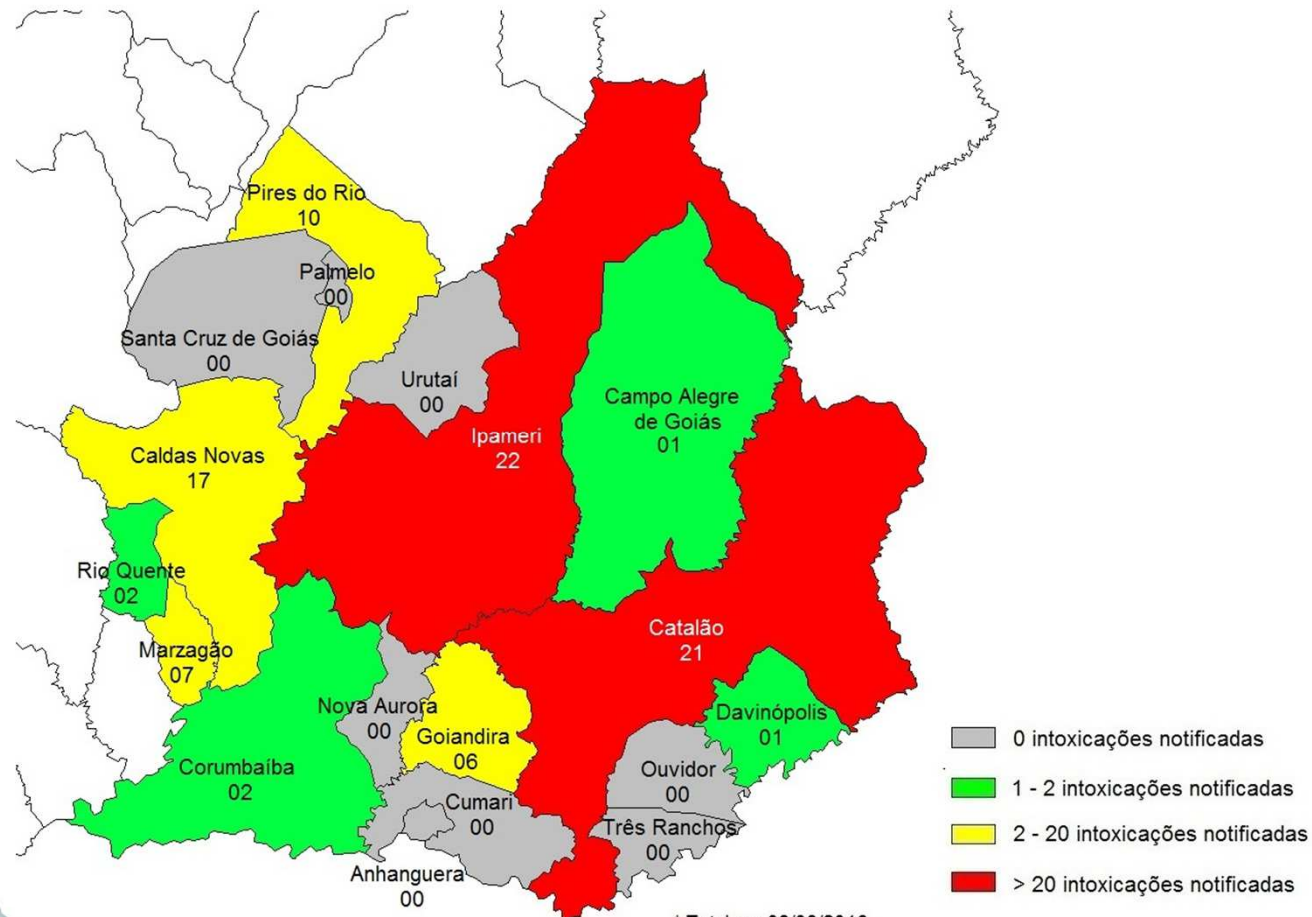 Pires do Rio
10
Palmelo
00
Santa Cruz de Goiás
00
Urutaí
00
Campo Alegre
de Goiás
01
Ipameri
22
Caldas Novas
17
Rio Quente
02
Marzagão
07
Catalão
21
Nova Aurora
00
Goiandira
06
Davinópolis
01
Corumbaíba
02
Ouvidor
00
Cumari
00
Três Ranchos
00
Anhanguera
00
0 intoxicações notificadas
1 - 2 intoxicações notificadas
2 - 20 intoxicações notificadas
> 20 intoxicações notificadas